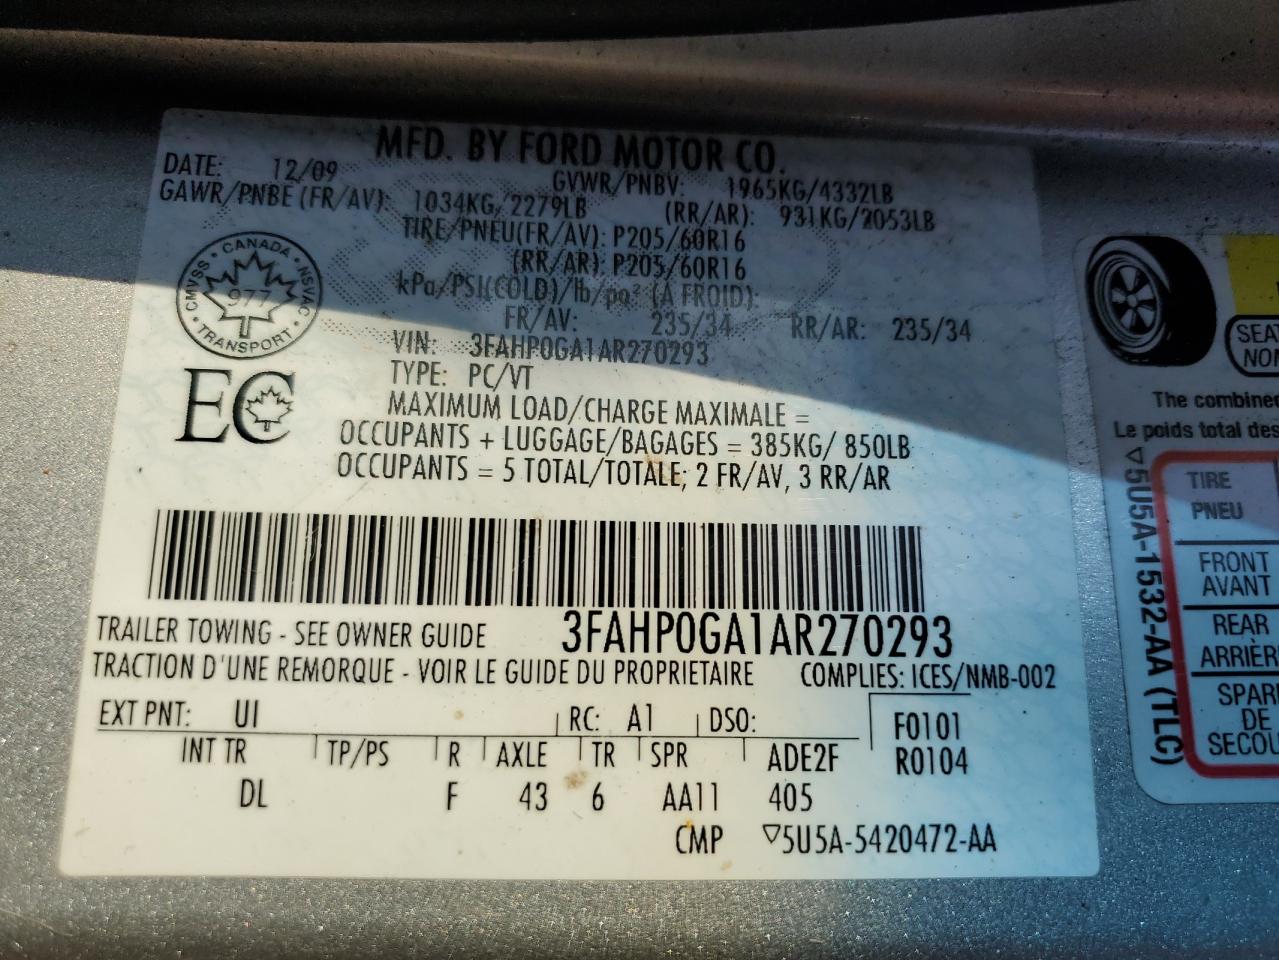 MFD. BY FORD MOTOR CO.
DATE: 12/09 GVWR/PNBV: 1965KG/4332LB
GAWR/PNBE (FR/AV): 1034KG/2279LB (RR/AR): 931KG/2053LB
TIRE/PNEU(FR/AV): P205/60R16
(RR/AR): P205/60R16
kPa/PSI(COLD)/lb/po² (A FROID):
FR/AV: 235/34 RR/AR: 235/34
VIN: 3FAHP0GA1AR270293
TYPE: PC/VT
MAXIMUM LOAD/CHARGE MAXIMALE =
OCCUPANTS + LUGGAGE/BAGAGES = 385KG/ 850LB
OCCUPANTS = 5 TOTAL/TOTALE; 2 FR/AV, 3 RR/AR
CANADA
CMVSS NSVAC
977
TRANSPORT
EC
3FAHP0GA1AR270293
TRAILER TOWING - SEE OWNER GUIDE
TRACTION D'UNE REMORQUE - VOIR LE GUIDE DU PROPRIETAIRE COMPLIES: ICES/NMB-002
EXT PNT: UI RC: A1 DSO: F0101
INT TR TP/PS R AXLE TR SPR ADE2F R0104
DL F 43 6 AA11 405
CMP ▽5U5A-5420472-AA
SEAT
NOM
The combined
Le poids total des
▽5U5A-1532-AA (TLC)
TIRE
PNEU
FRONT
AVANT
REAR
ARRIÈRE
SPARE
DE
SECOU